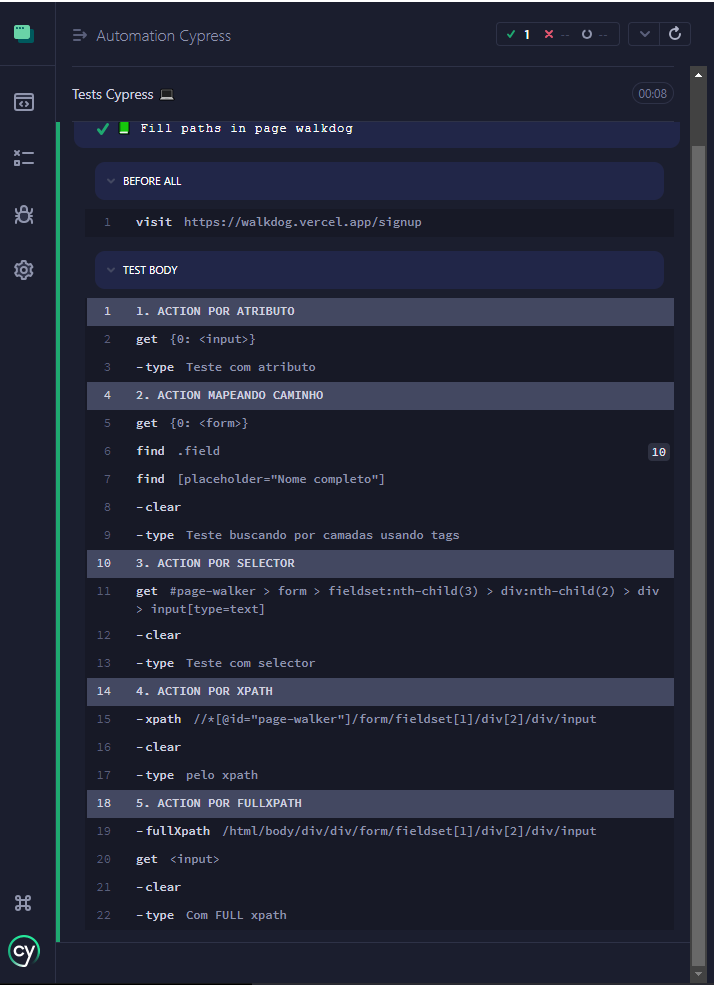 Automation Cypress
1 -- --
Tests Cypress 💻
00:08
Fill paths in page walkdog
BEFORE ALL
1 visit https://walkdog.vercel.app/signup
TEST BODY
1 1. ACTION POR ATRIBUTO
2 get {0: <input>}
3 -type Teste com atributo
4 2. ACTION MAPEANDO CAMINHO
5 get {0: <form>}
6 find .field 10
7 find [placeholder="Nome completo"]
8 -clear
9 -type Teste buscando por camadas usando tags
10 3. ACTION POR SELECTOR
11 get #page-walker > form > fieldset:nth-child(3) > div:nth-child(2) > div
> input[type=text]
12 -clear
13 -type Teste com selector
14 4. ACTION POR XPATH
15 -xpath //*[@id="page-walker"]/form/fieldset[1]/div[2]/div/input
16 -clear
17 -type pelo xpath
18 5. ACTION POR FULLXPATH
19 -fullXpath /html/body/div/div/form/fieldset[1]/div[2]/div/input
20 get <input>
21 -clear
22 -type Com FULL xpath
cy